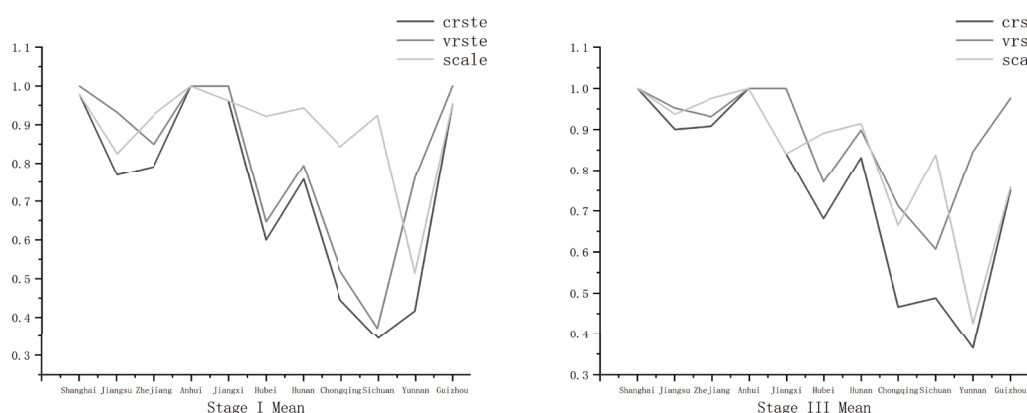 crste
vrste
scale
1.1
1.0
0.9
0.8
0.7
0.6
0.5
0.4
0.3
Shanghai Jiangsu Zhejiang Anhui Jiangxi Hubei Hunan Chongqing Sichuan Yunnan Guizhou
Stage I Mean
crs
vrs
sca
1.1
1.0
0.9
0.8
0.7
0.6
0.5
0.4
0.3
Shanghai Jiangsu Zhejiang Anhui Jiangxi Hubei Hunan Chongqing Sichuan Yunnan Guizhou
Stage III Mean